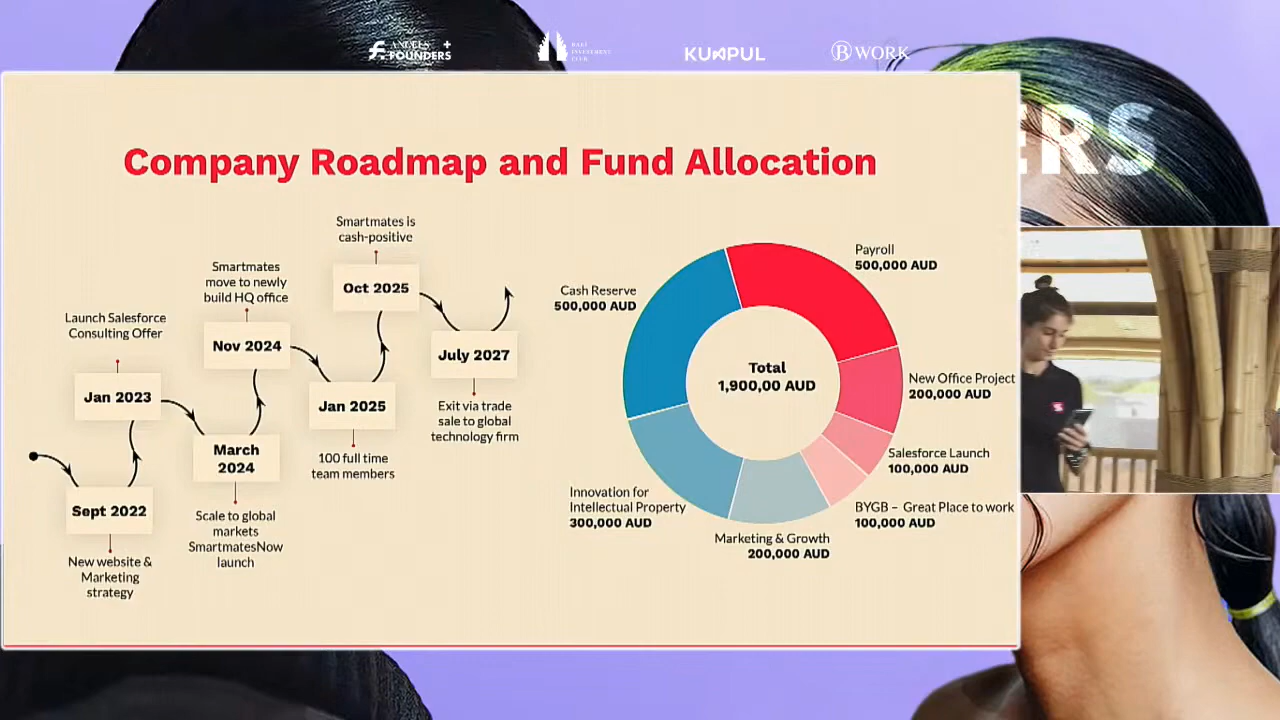 ANGELS +
FOUNDERS
BALI
INVESTMENT
CLUB
KUMPUL
B WORK
ERS
Company Roadmap and Fund Allocation
Smartmates is
cash-positive
Oct 2025
Smartmates
move to newly
build HQ office
Nov 2024
Launch Salesforce
Consulting Offer
Jan 2023
July 2027
Exit via trade
sale to global
technology firm
Jan 2025
100 full time
team members
March
2024
Scale to global
markets
SmartmatesNow
launch
Sept 2022
New website &
Marketing
strategy
Payroll
500,000 AUD
Cash Reserve
500,000 AUD
Total
1,900,00 AUD
New Office Project
200,000 AUD
Salesforce Launch
100,000 AUD
BYGB – Great Place to work
100,000 AUD
Innovation for
Intellectual Property
300,000 AUD
Marketing & Growth
200,000 AUD